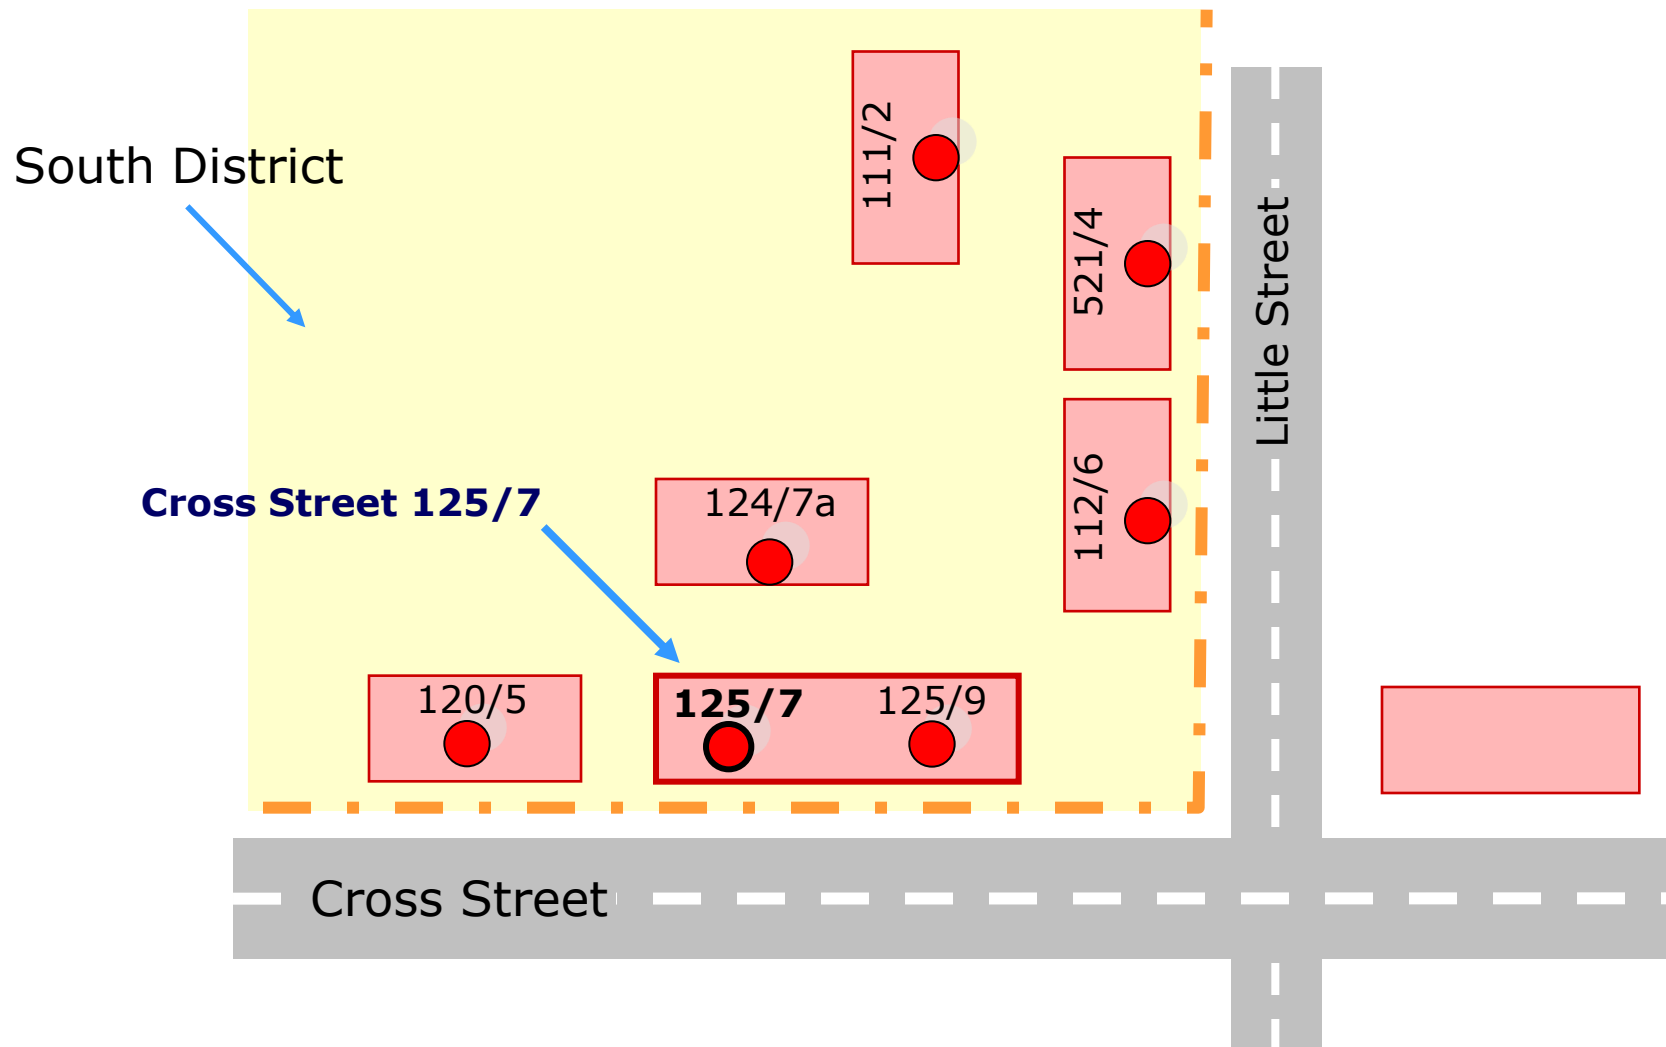 111/2
South District
521/4
Little Street
Cross Street 125/7
124/7a
112/6
120/5
125/7
125/9
Cross Street